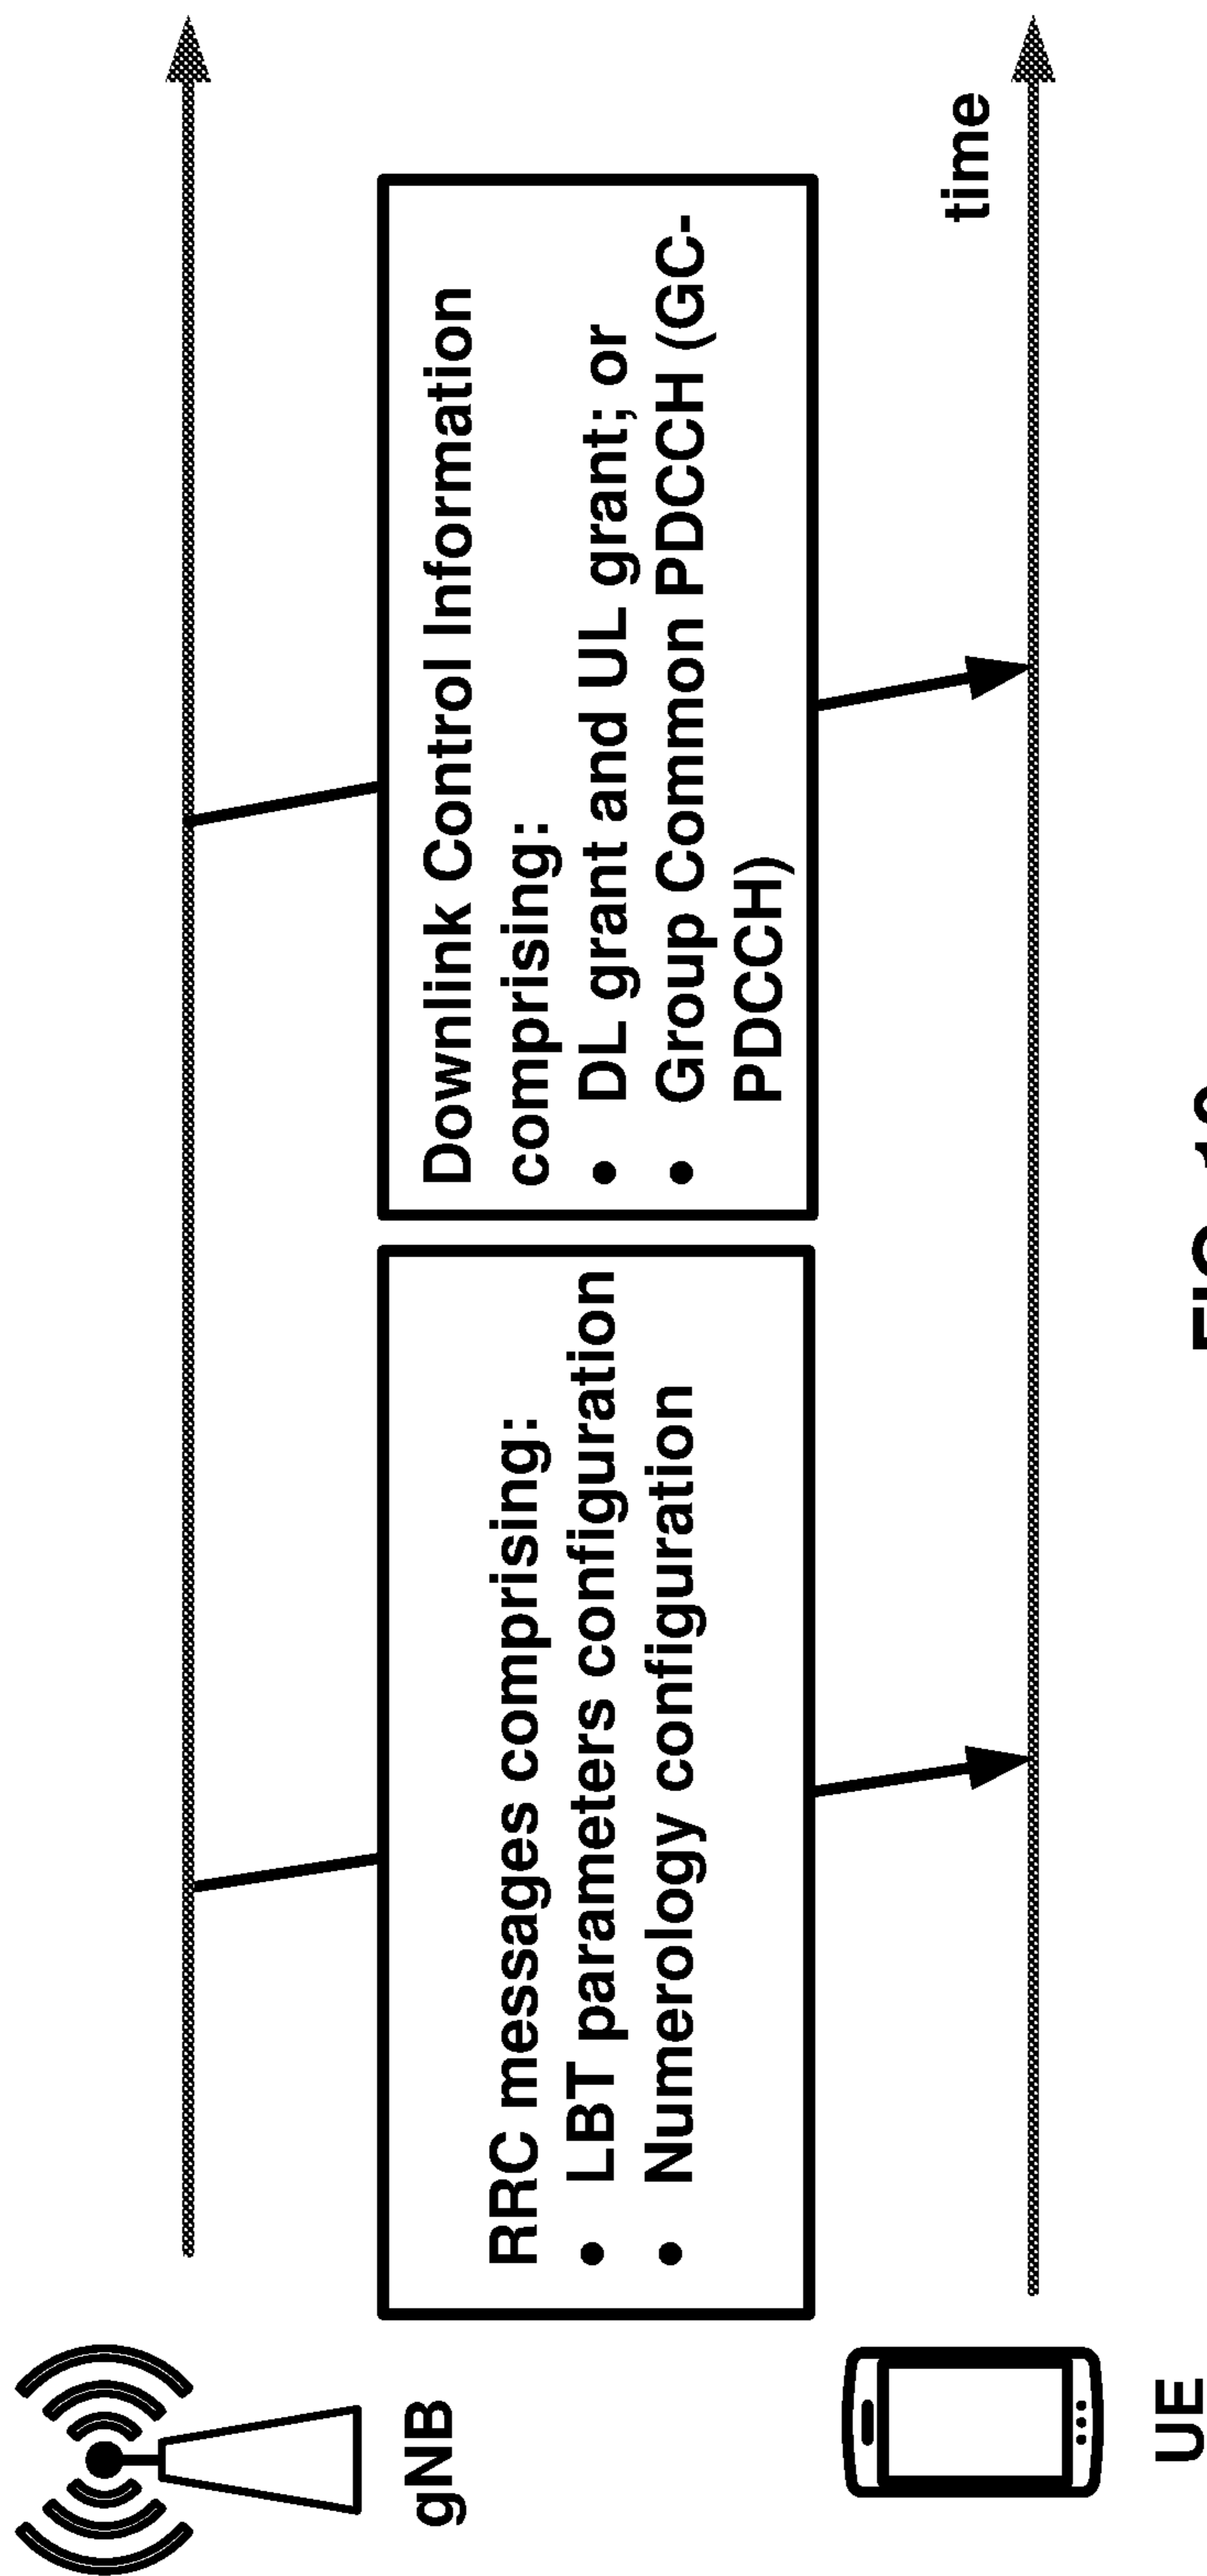 gNB
RRC messages comprising:
• LBT parameters configuration
• Numerology configuration
Downlink Control Information
comprising:
• DL grant and UL grant; or
• Group Common PDCCH (GC-
PDCCH)
time
UE
FIG.